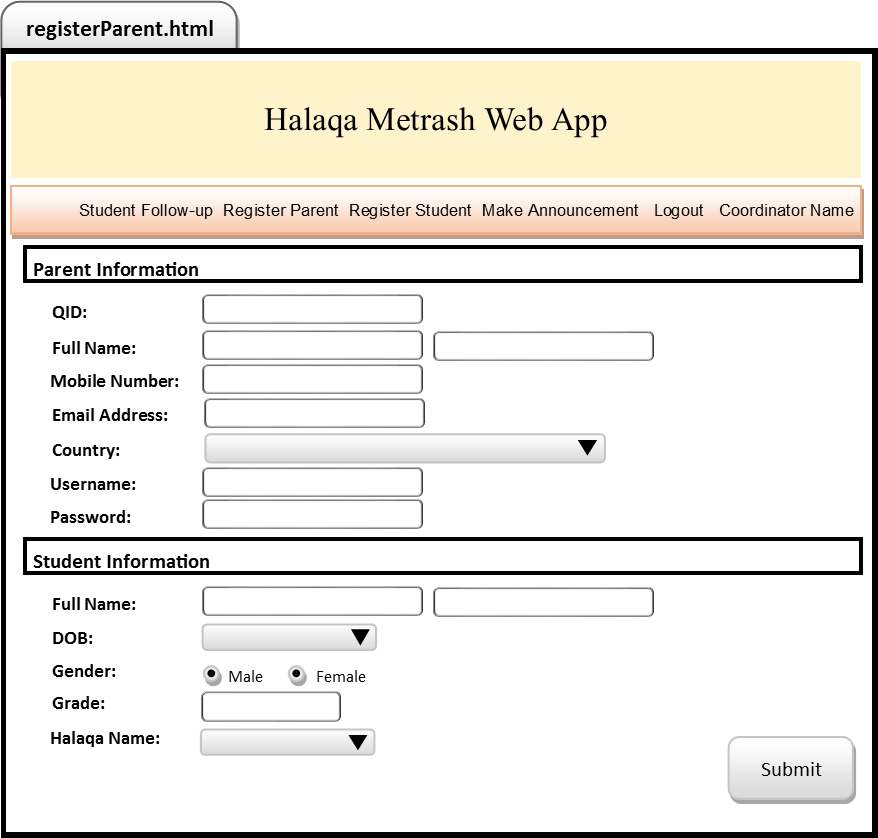 registerParent.html
Halaqa Metrash Web App
Student Follow-up Register Parent Register Student Make Announcement Logout Coordinator Name
Parent Information
QID:
Full Name:
Mobile Number:
Email Address:
Country:
Username:
Password:
Student Information
Full Name:
DOB:
Gender: Male Female
Grade:
Halaqa Name:
Submit